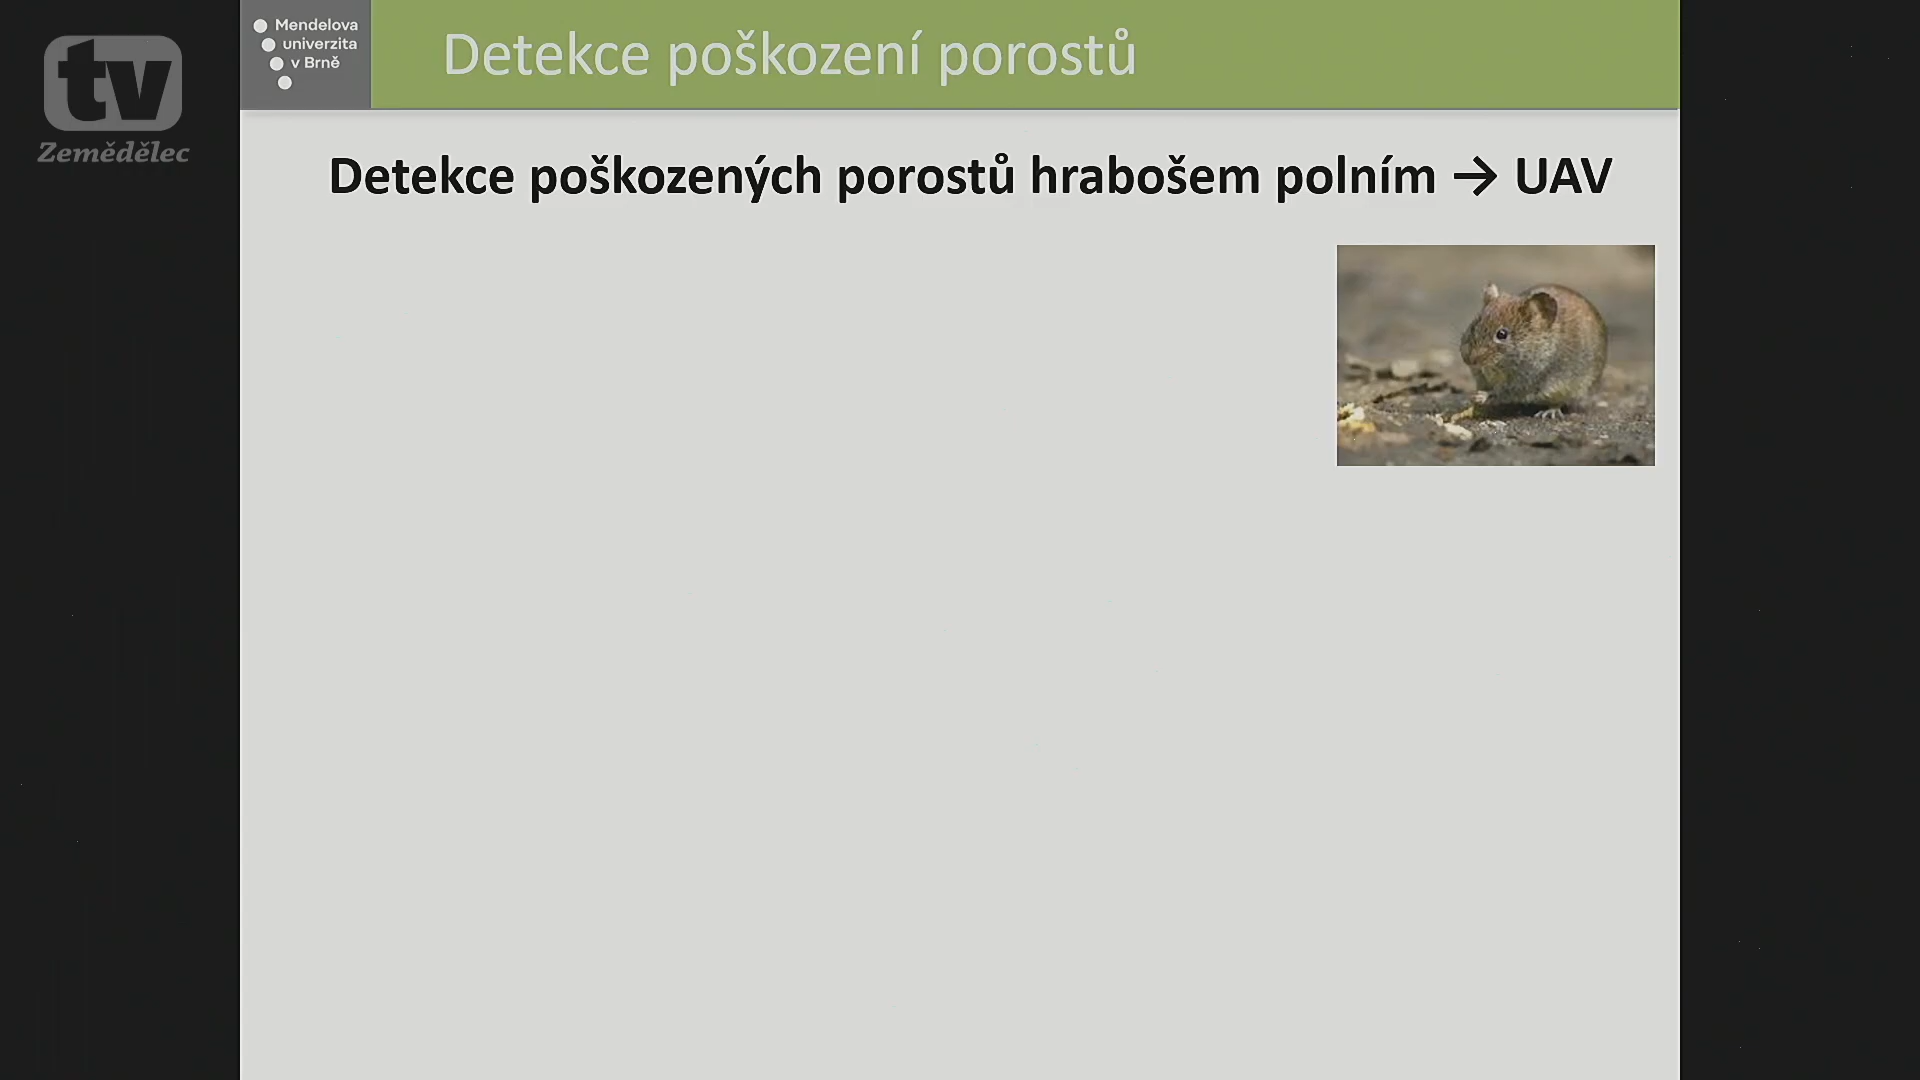 tv
Zemědělec
Mendelova
univerzita
v Brně
Detekce poškození porostů
Detekce poškozených porostů hrabošem polním → UAV